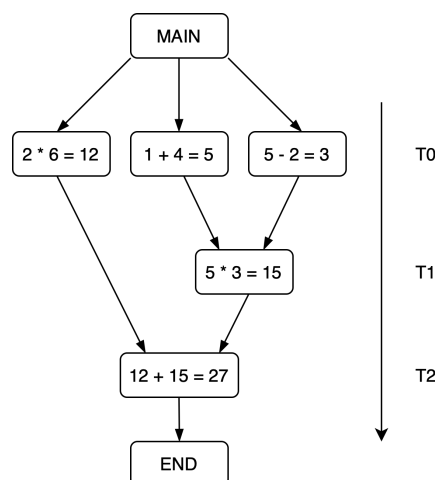 MAIN
2 * 6 = 12
1 + 4 = 5
5 - 2 = 3
T0
5 * 3 = 15
T1
12 + 15 = 27
T2
END